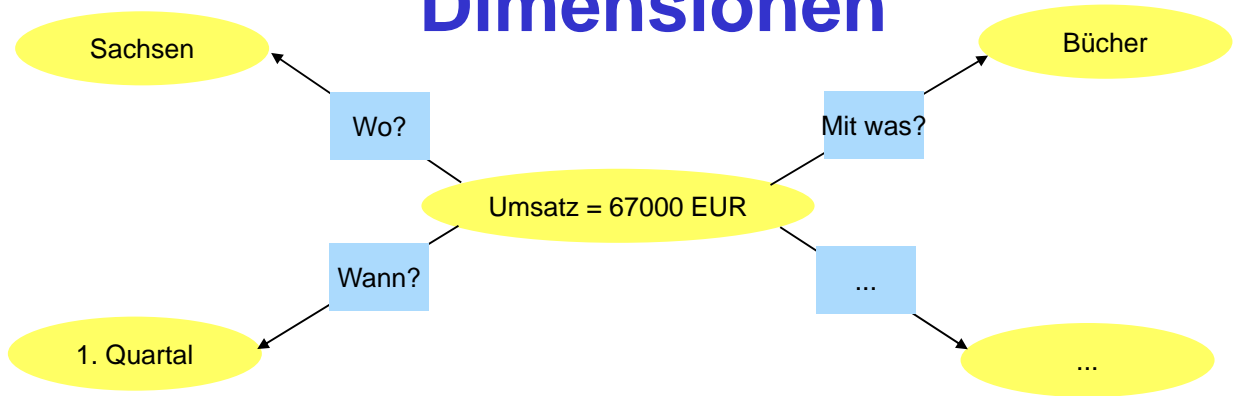 Dimensionen
Sachsen
Bücher
Wo?
Mit was?
Umsatz = 67000 EUR
Wann?
...
1. Quartal
...